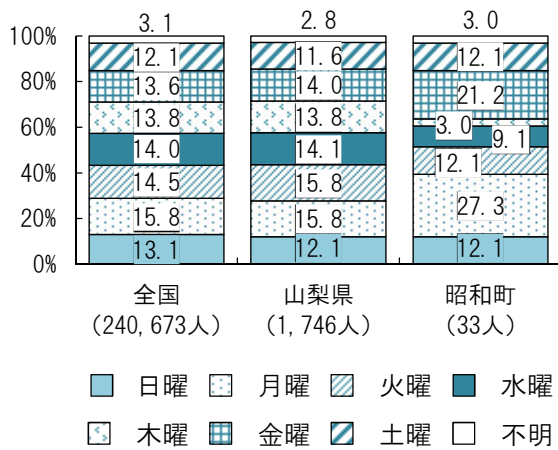 3.1 2.8 3.0
100% 12.1 11.6 12.1
80% 13.6 14.0 21.2
60% 13.8 13.8 3.0
14.0 14.1 9.1
40% 14.5 15.8 12.1
20% 15.8 15.8 27.3
0% 13.1 12.1 12.1
全国 山梨県 昭和町
(240,673人) (1,746人) (33人)
日曜 月曜 火曜 水曜
木曜 金曜 土曜 不明